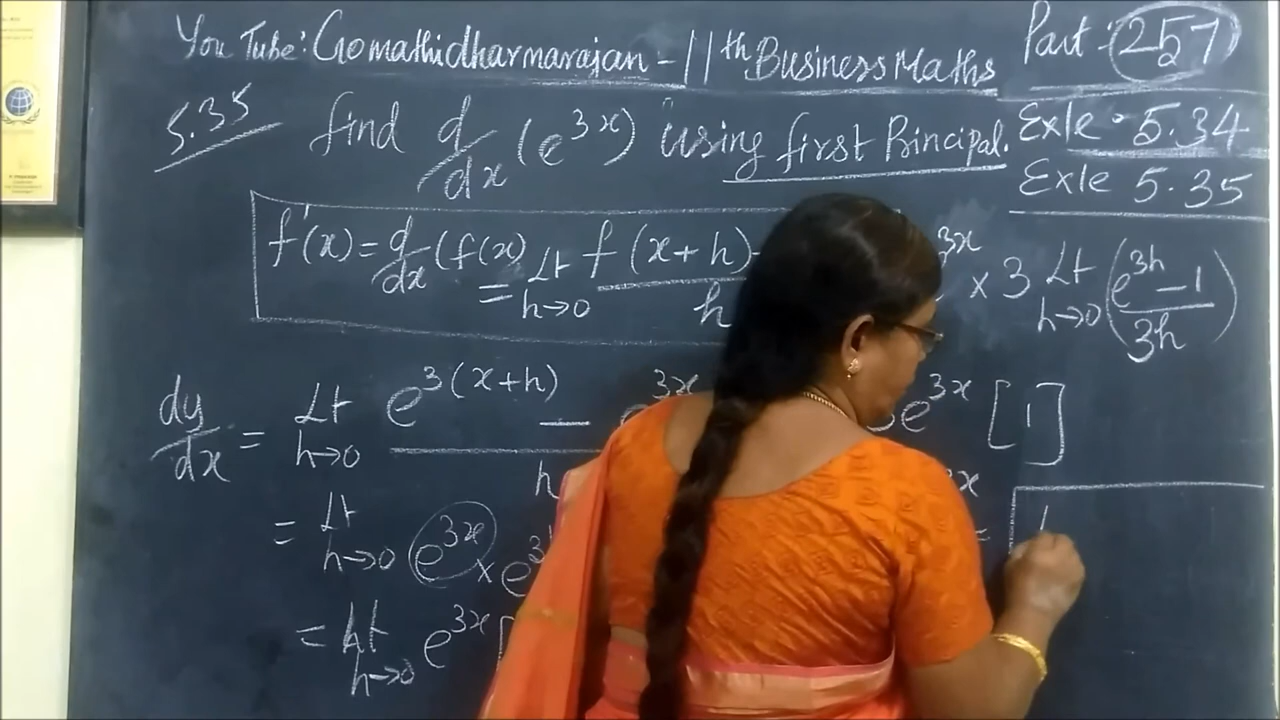 You Tube: Gomathidharmarajan - 11th Business Maths
Part - 257
Exle - 5.34
Exle 5.35
5.35 find d/dx (e^3x) using first Principal.
f'(x) = d/dx (f(x)
= Lt h→0 f(x+h) - h
3x × 3 Lt h→0 (e^3h - 1 / 3h)
dy/dx = Lt h→0 e^3(x+h) - e^3x
h
3e^3x [1]
= Lt h→0 e^3x × e^3
= Lt h→0 e^3x [